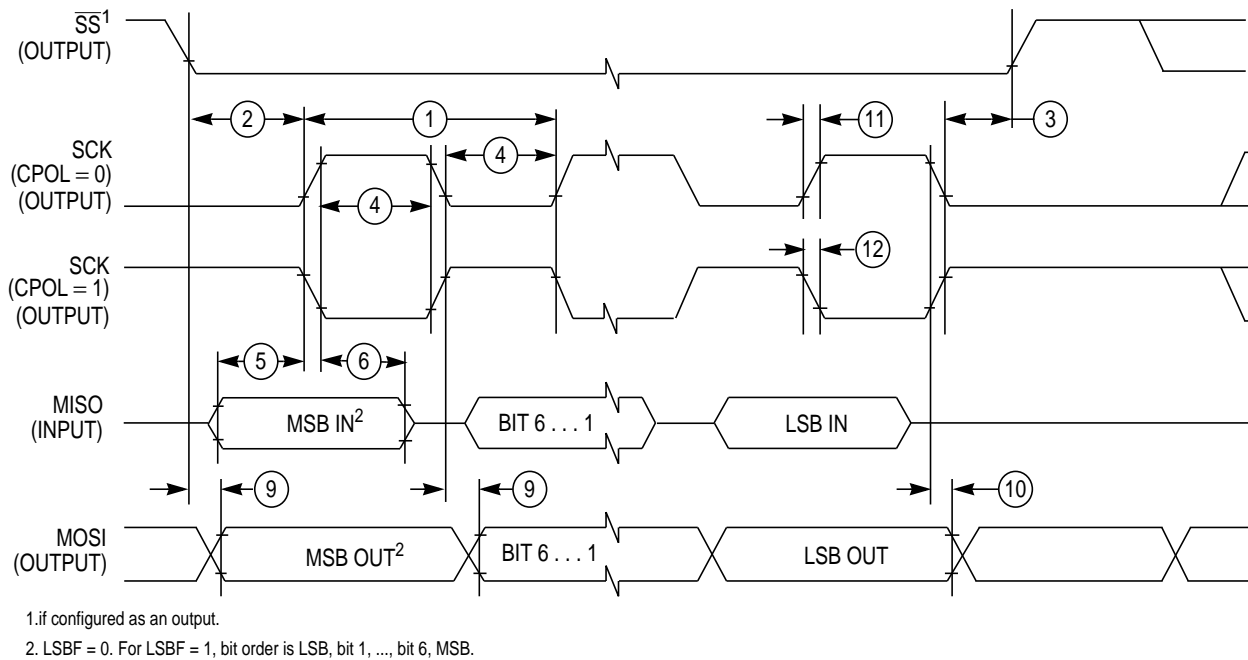 SS1
(OUTPUT)
2
1
11
3
SCK
(CPOL = 0)
(OUTPUT)
4
4
12
SCK
(CPOL = 1)
(OUTPUT)
5
6
MISO
(INPUT)
MSB IN2
BIT 6 . . . 1
LSB IN
9
9
10
MOSI
(OUTPUT)
MSB OUT2
BIT 6 . . . 1
LSB OUT
1.if configured as an output.
2. LSBF = 0. For LSBF = 1, bit order is LSB, bit 1, ..., bit 6, MSB.